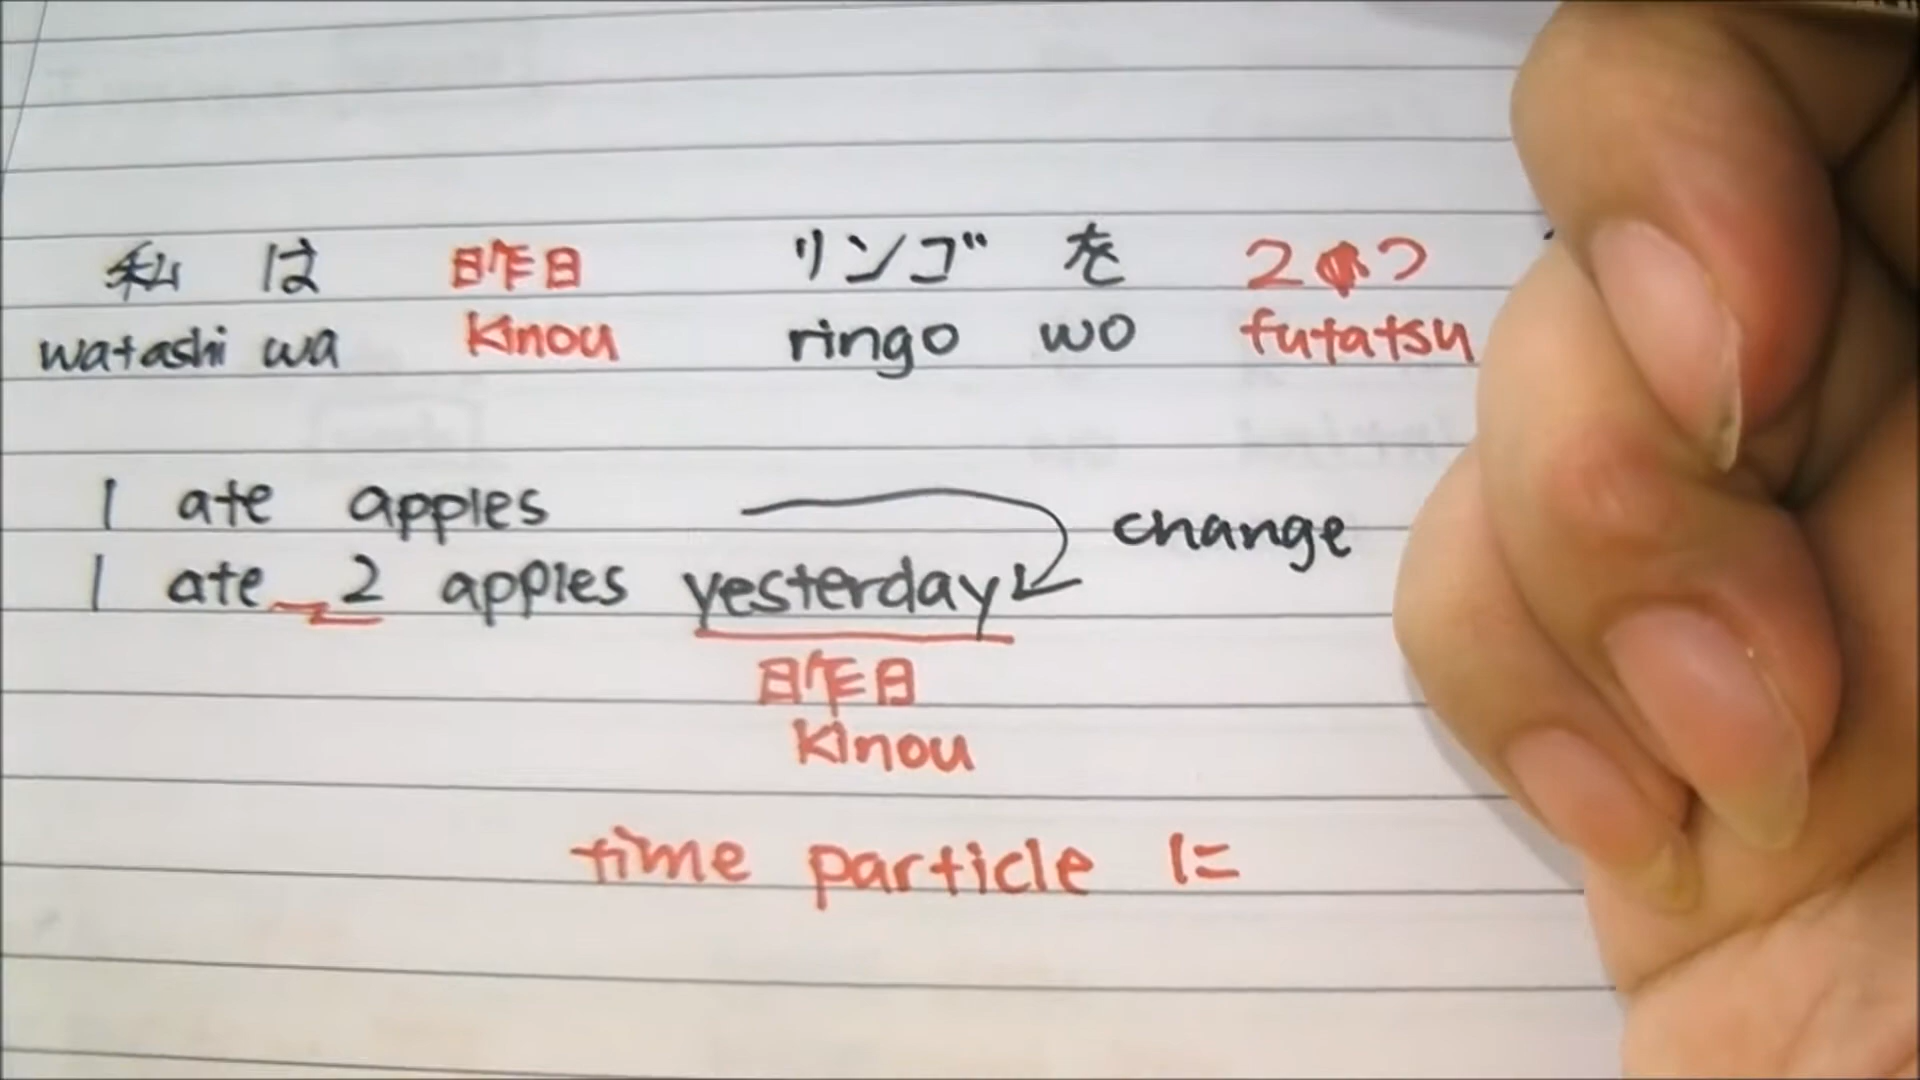 私 は 昨日 リンゴ を 2つ
watashi wa kinou ringo wo futatsu
I ate apples
change
I ate 2 apples yesterday
昨日
kinou
time particle に